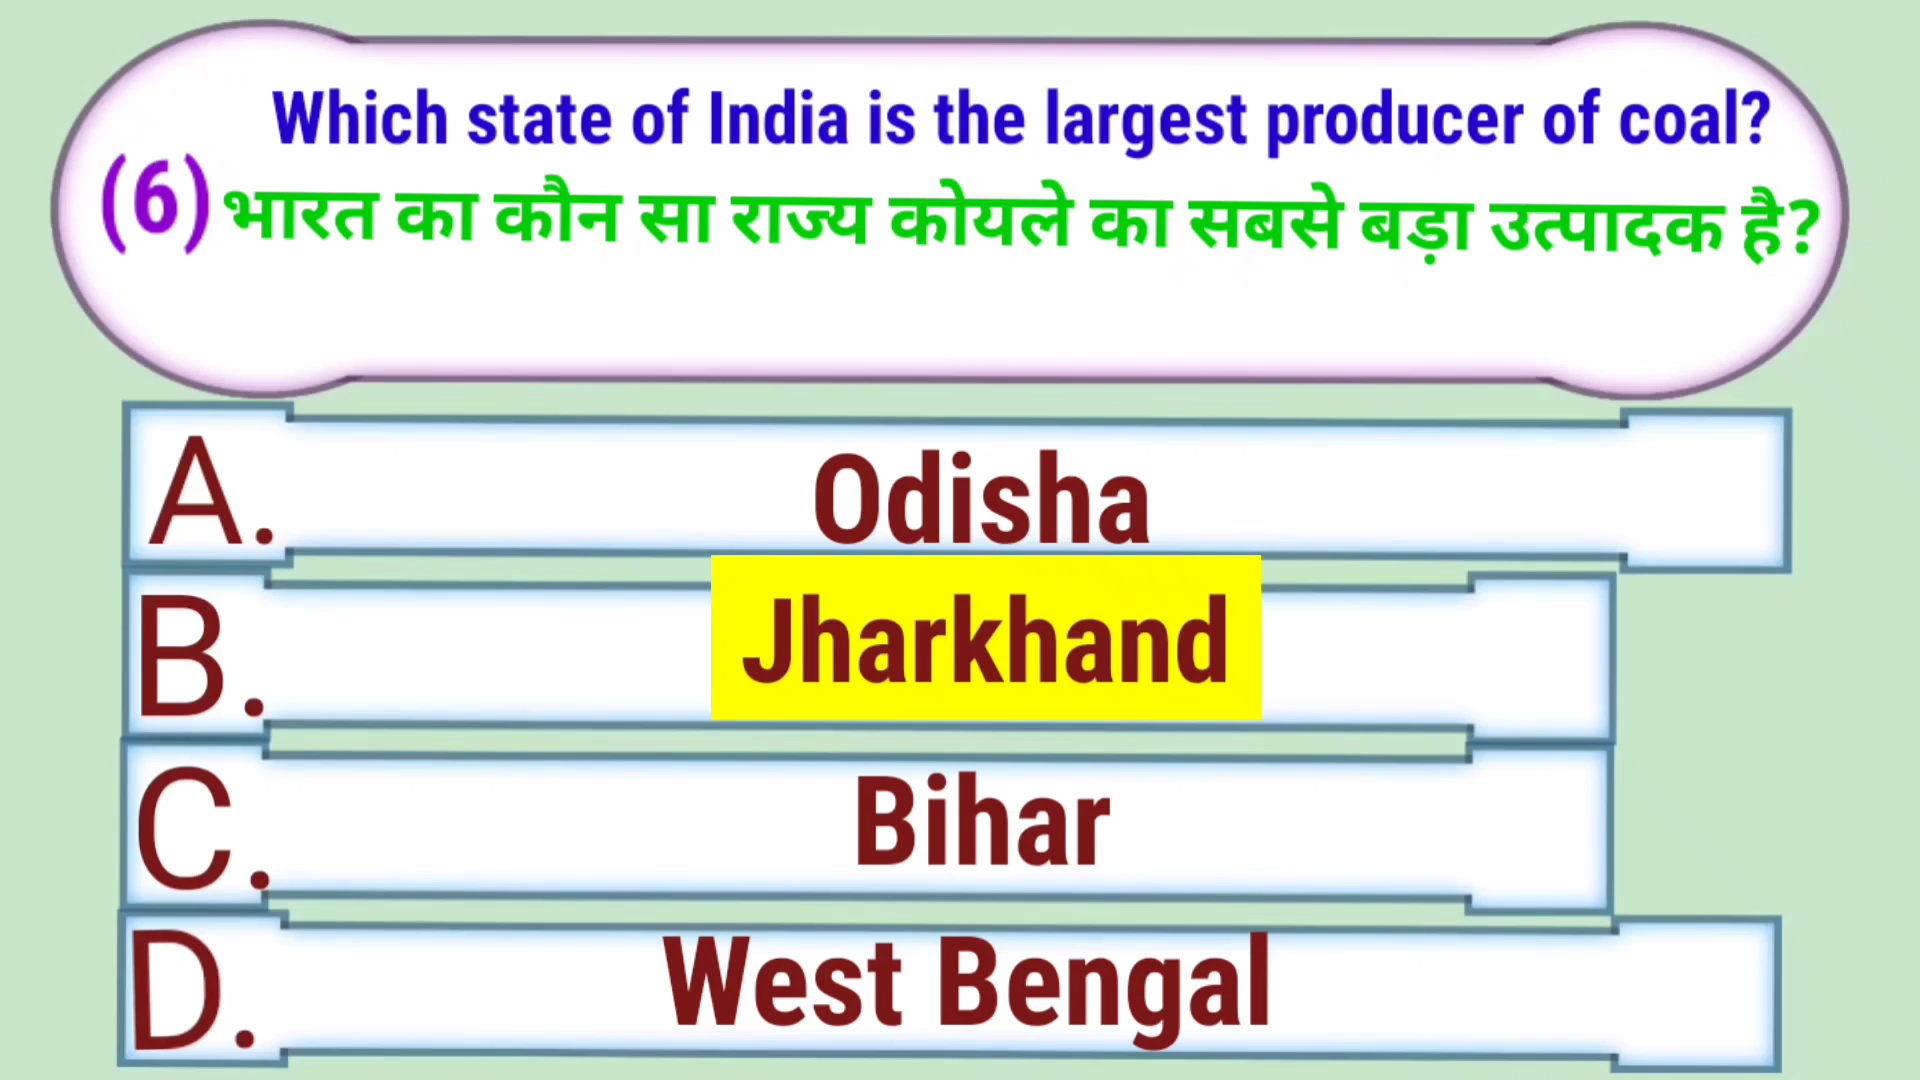 Which state of India is the largest producer of coal?
(6) भारत का कौन सा राज्य कोयले का सबसे बड़ा उत्पादक है?
A. Odisha
B. Jharkhand
C. Bihar
D. West Bengal